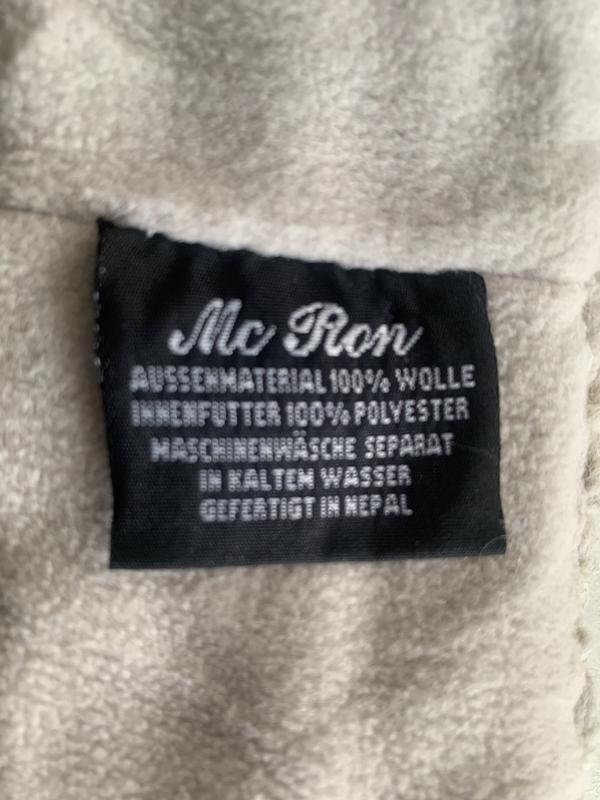 Mc Ron
AUSSENMATERIAL 100% WOLLE
INNENFUTTER 100% POLYESTER
MASCHINENWÄSCHE SEPARAT
IN KALTEM WASSER
GEFERTIGT IN NEPAL